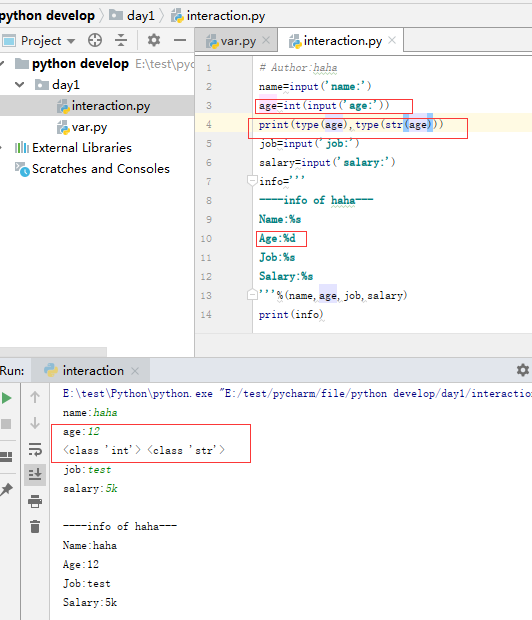 python develop day1 interaction.py
Project
var.py interaction.py
python develop E:\test\pyc
day1
interaction.py
var.py
External Libraries
Scratches and Consoles
1 # Author:haha
2 name=input('name:')
3 age=int(input('age:'))
4 print(type(age),type(str(age)))
5 job=input('job:')
6 salary=input('salary:')
7 info='''
8 ----info of haha---
9 Name:%s
10 Age:%d
11 Job:%s
12 Salary:%s
13 '''%(name,age,job,salary)
14 print(info)
Run: interaction
E:\test\Python\python.exe "E:/test/pycharm/file/python develop/day1/interaction
name:haha
age:12
<class 'int'> <class 'str'>
job:test
salary:5k
----info of haha---
Name:haha
Age:12
Job:test
Salary:5k